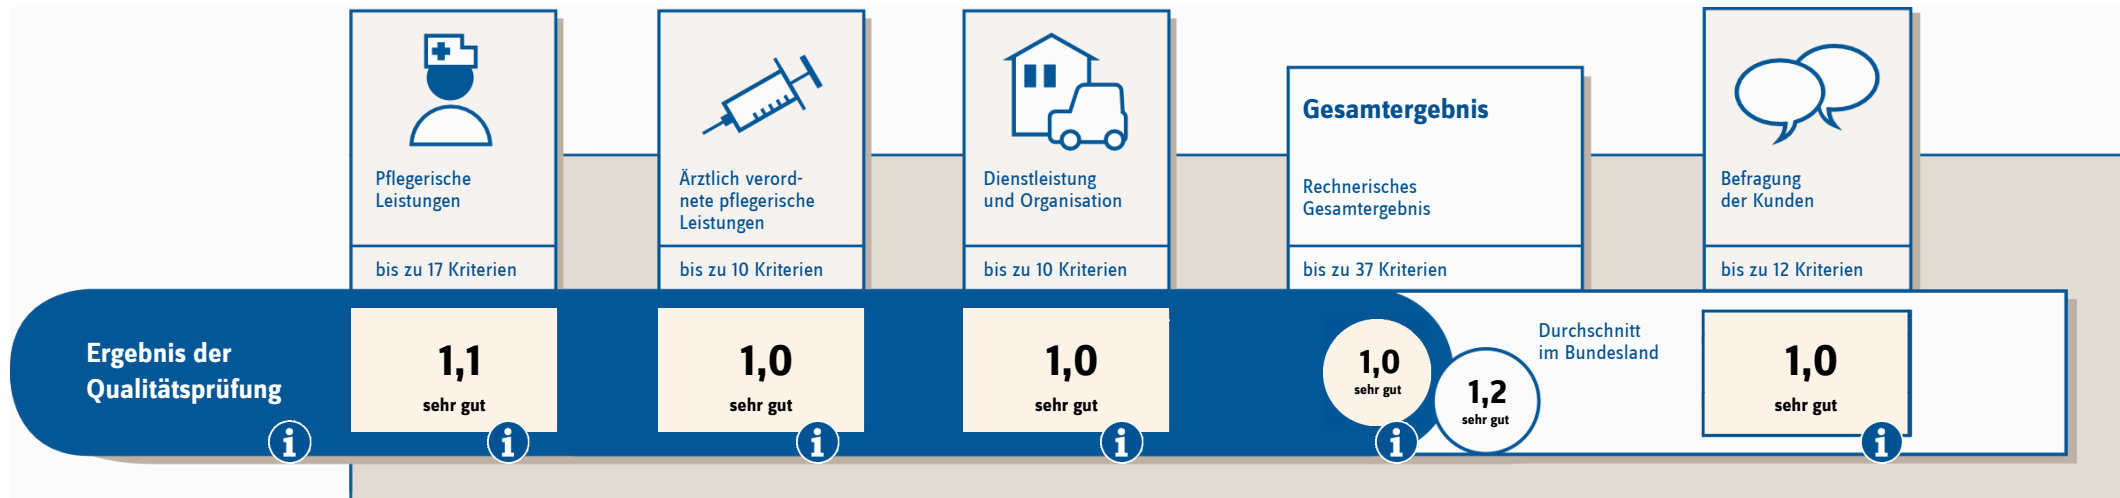 Pflegerische
Leistungen
bis zu 17 Kriterien
Ärztlich verord-
nete pflegerische
Leistungen
bis zu 10 Kriterien
Dienstleistung
und Organisation
bis zu 10 Kriterien
Gesamtergebnis
Rechnerisches
Gesamtergebnis
bis zu 37 Kriterien
Befragung
der Kunden
bis zu 12 Kriterien
Ergebnis der
Qualitätsprüfung
i
1,1
sehr gut
i
1,0
sehr gut
i
1,0
sehr gut
i
1,0
sehr gut
i
1,2
sehr gut
Durchschnitt
im Bundesland
1,0
sehr gut
i